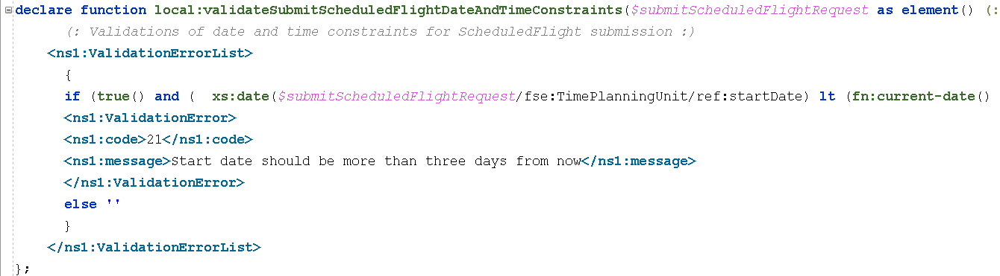 declare function local:validateSubmitScheduledFlightDateAndTimeConstraints($submitScheduledFlightRequest as element() (:
(: Validations of date and time constraints for ScheduledFlight submission :)
<ns1:ValidationErrorList>
{
if (true() and (  xs:date($submitScheduledFlightRequest/fse:TimePlanningUnit/ref:startDate) lt (fn:current-date()
<ns1:ValidationError>
<ns1:code>21</ns1:code>
<ns1:message>Start date should be more than three days from now</ns1:message>
</ns1:ValidationError>
else ''
}
</ns1:ValidationErrorList>
};